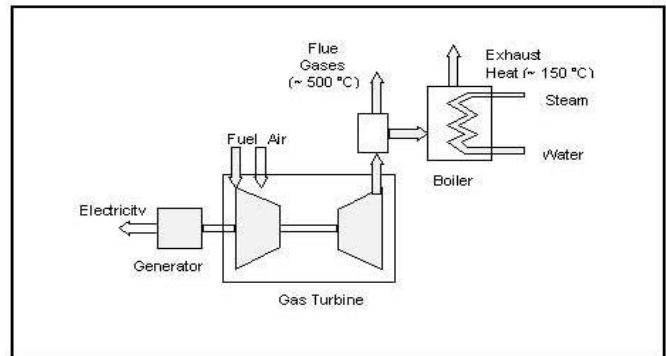 Flue
Gases
(~ 500 °C)
Exhaust
Heat (~ 150 °C)
Steam
Fuel Air
Water
Boiler
Electricity
Generator
Gas Turbine